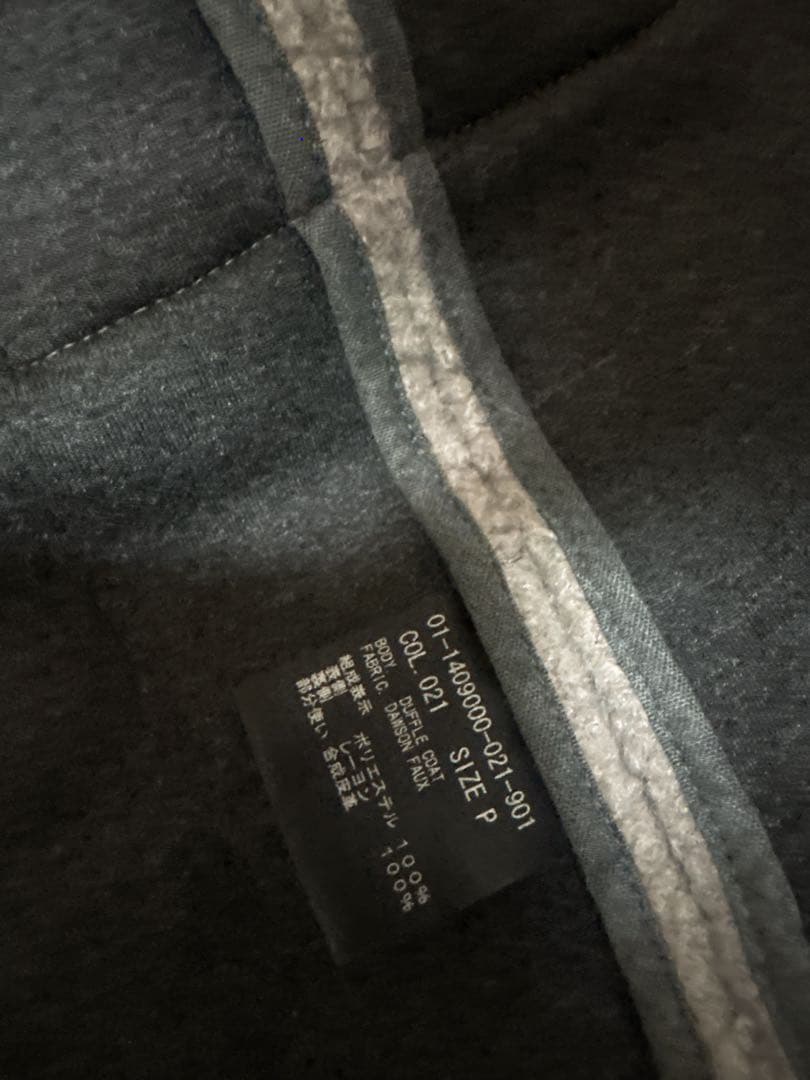 01-1409000-021-901
COL. 021 SIZE P
BODY DUFFLE COAT
FABRIC. DANSON FAUX
組成表示
表側 ポリエステル 100%
裏側 レーヨン 100%
部分使い 合成皮革